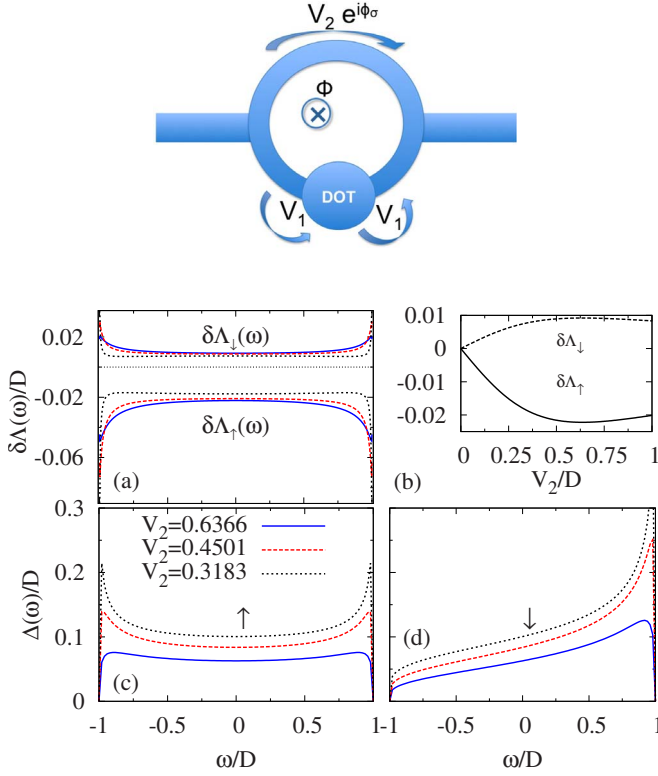 V₂ e^{iϕσ}
Φ
DOT
V₁ V₁
δΛ(ω)/D
0.02
-0.02
-0.06
δΛ↓(ω)
δΛ↑(ω)
(a)
0.01
0
-0.01
-0.02
δΛ↓
δΛ↑
(b)
0 0.25 0.5 0.75 1
V₂/D
Δ(ω)/D
0.3
0.2
0.1
0
V₂=0.6366
V₂=0.4501
V₂=0.3183
↑
(c)
-1 -0.5 0 0.5 1
ω/D
↓
(d)
-1 -0.5 0 0.5 1
ω/D